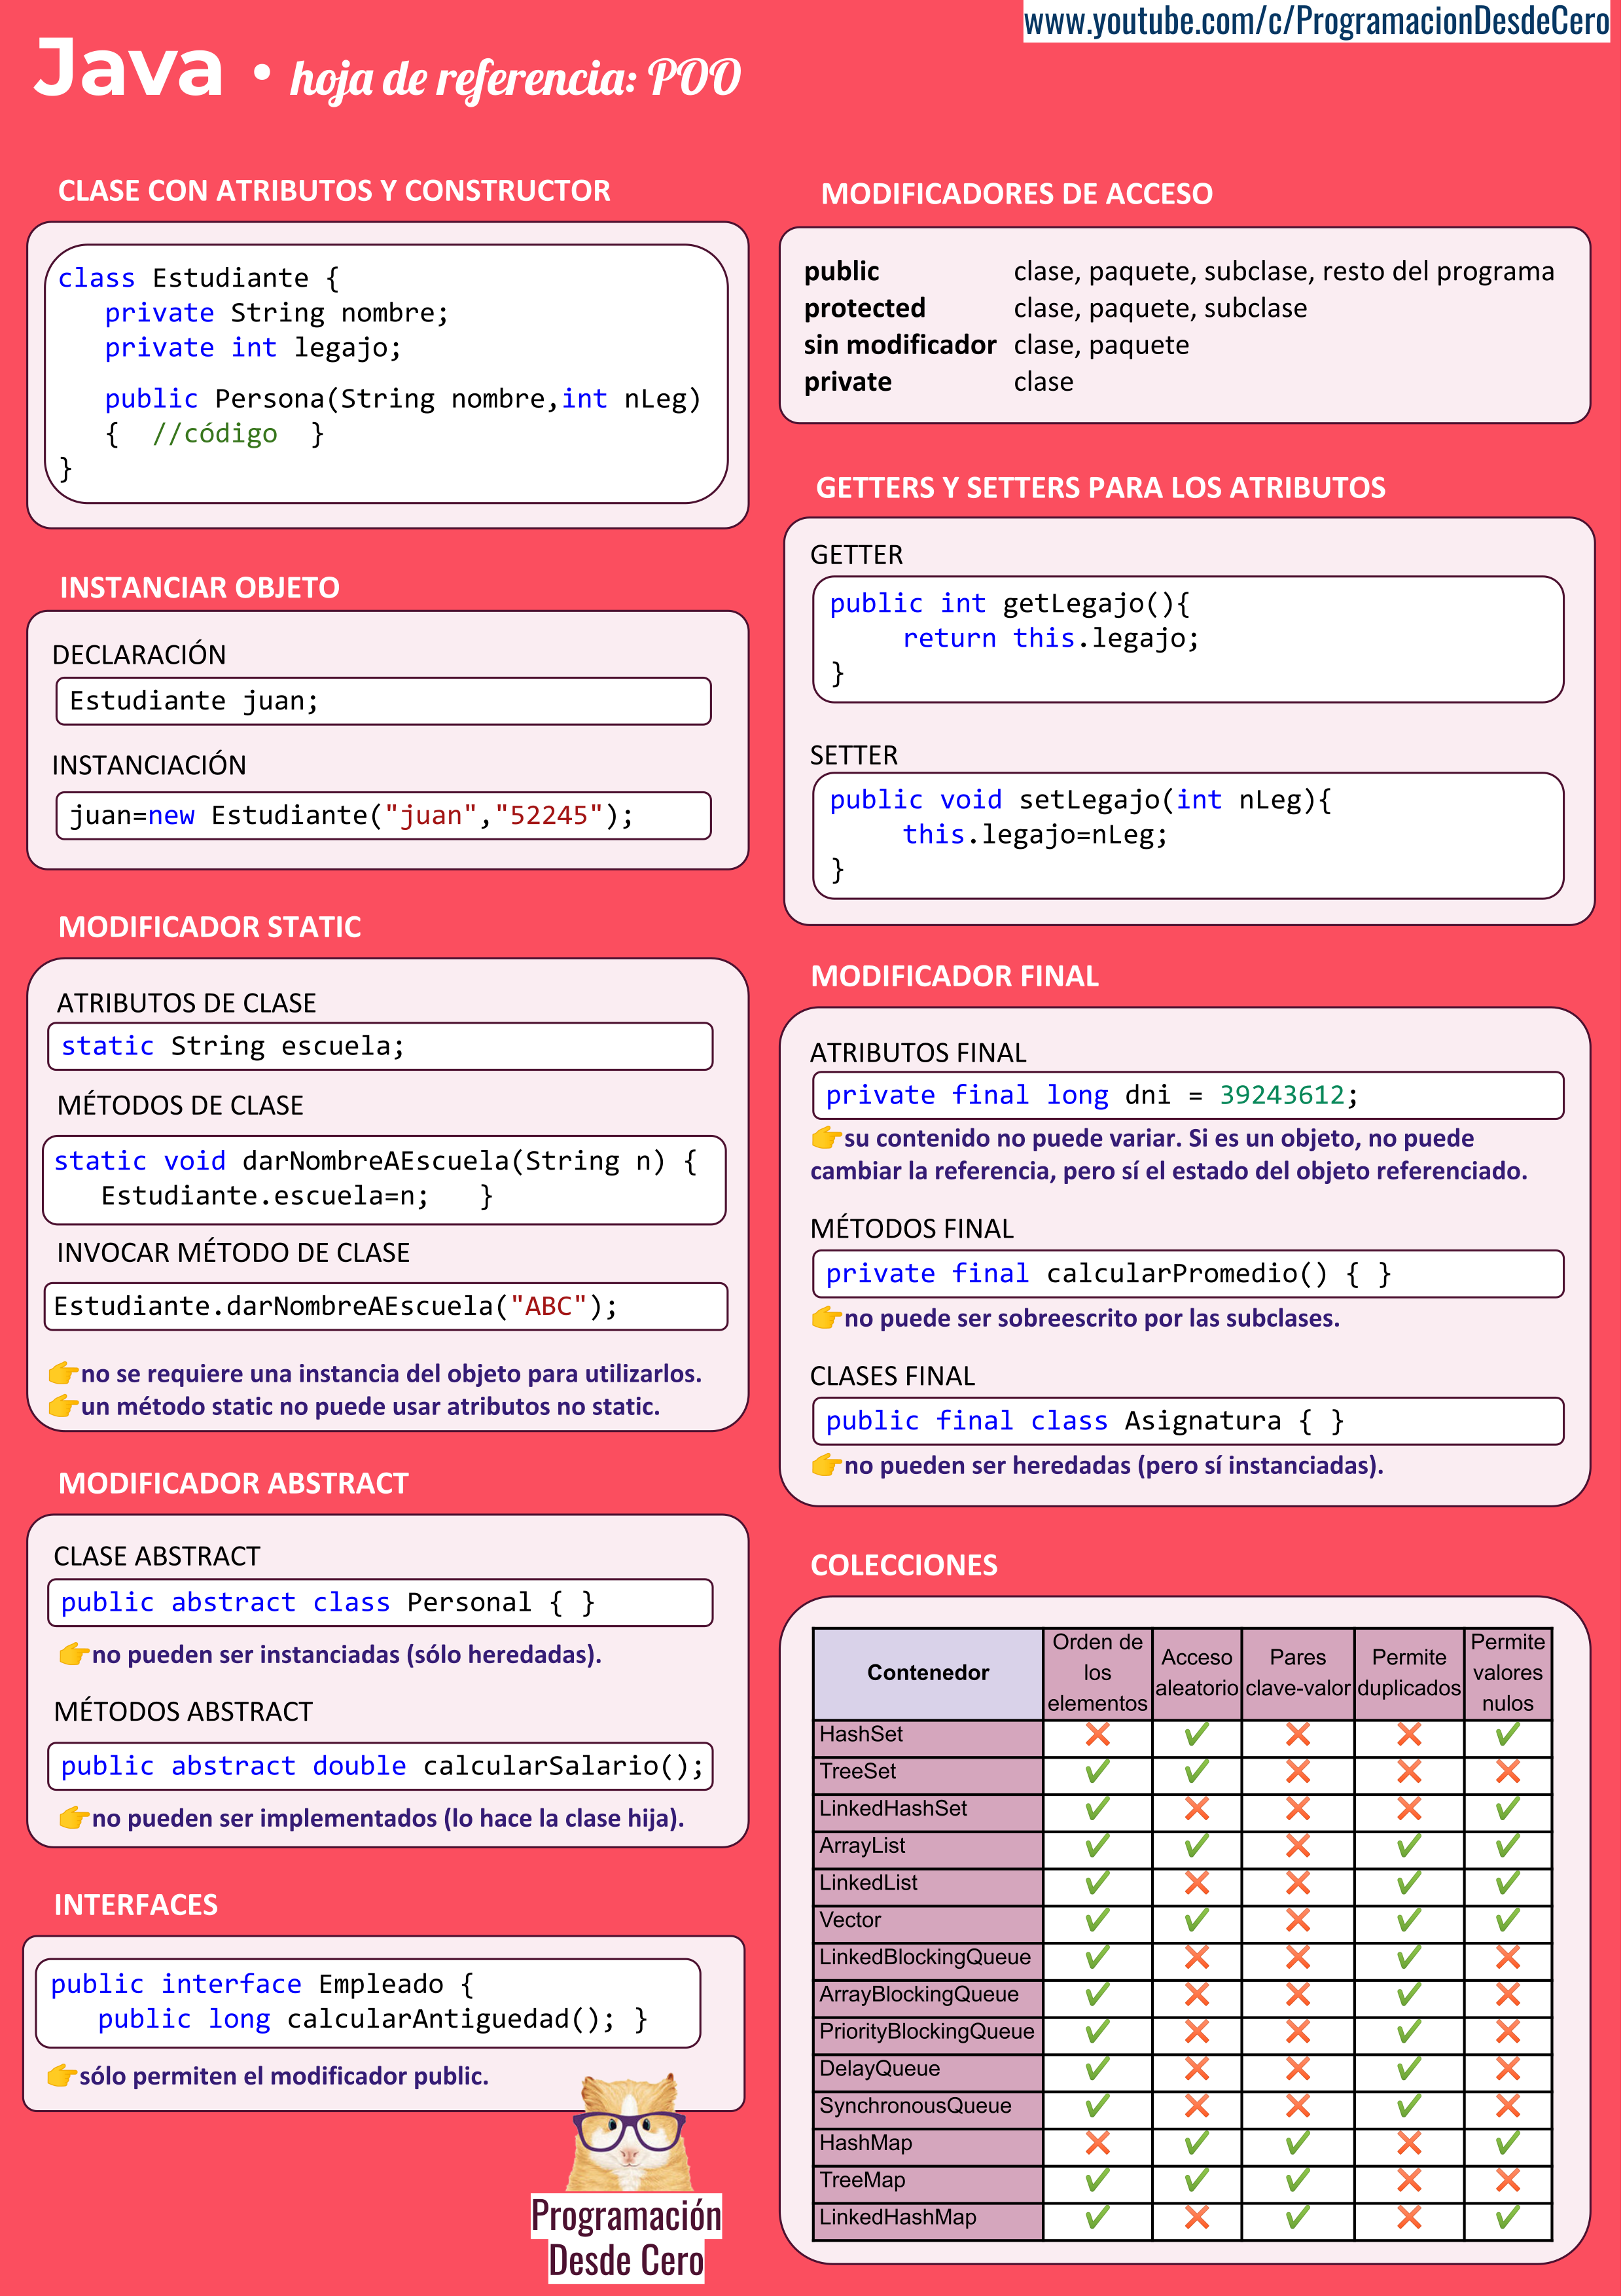 www.youtube.com/c/ProgramacionDesdeCero
Java • hoja de referencia: POO
CLASE CON ATRIBUTOS Y CONSTRUCTOR
class Estudiante {
private String nombre;
private int legajo;
public Persona(String nombre,int nLeg)
{ //código }
}
INSTANCIAR OBJETO
DECLARACIÓN
Estudiante juan;
INSTANCIACIÓN
juan=new Estudiante("juan","52245");
MODIFICADOR STATIC
ATRIBUTOS DE CLASE
static String escuela;
MÉTODOS DE CLASE
static void darNombreAEscuela(String n) {
Estudiante.escuela=n; }
INVOCAR MÉTODO DE CLASE
Estudiante.darNombreAEscuela("ABC");
👉no se requiere una instancia del objeto para utilizarlos.
👉un método static no puede usar atributos no static.
MODIFICADOR ABSTRACT
CLASE ABSTRACT
public abstract class Personal { }
👉no pueden ser instanciadas (sólo heredadas).
MÉTODOS ABSTRACT
public abstract double calcularSalario();
👉no pueden ser implementados (lo hace la clase hija).
INTERFACES
public interface Empleado {
public long calcularAntiguedad(); }
👉sólo permiten el modificador public.
Programación
Desde Cero
MODIFICADORES DE ACCESO
public clase, paquete, subclase, resto del programa
protected clase, paquete, subclase
sin modificador clase, paquete
private clase
GETTERS Y SETTERS PARA LOS ATRIBUTOS
GETTER
public int getLegajo(){
return this.legajo;
}
SETTER
public void setLegajo(int nLeg){
this.legajo=nLeg;
}
MODIFICADOR FINAL
ATRIBUTOS FINAL
private final long dni = 39243612;
👉su contenido no puede variar. Si es un objeto, no puede
cambiar la referencia, pero sí el estado del objeto referenciado.
MÉTODOS FINAL
private final calcularPromedio() { }
👉no puede ser sobreescrito por las subclases.
CLASES FINAL
public final class Asignatura { }
👉no pueden ser heredadas (pero sí instanciadas).
COLECCIONES
Contenedor Orden de los elementos Acceso aleatorio Pares clave-valor Permite duplicados Permite valores nulos
HashSet ❌ ✔ ❌ ❌ ✔
TreeSet ✔ ✔ ❌ ❌ ❌
LinkedHashSet ✔ ❌ ❌ ❌ ✔
ArrayList ✔ ✔ ❌ ✔ ✔
LinkedList ✔ ❌ ❌ ✔ ✔
Vector ✔ ✔ ❌ ✔ ✔
LinkedBlockingQueue ✔ ❌ ❌ ✔ ❌
ArrayBlockingQueue ✔ ❌ ❌ ✔ ❌
PriorityBlockingQueue ✔ ❌ ❌ ✔ ❌
DelayQueue ✔ ❌ ❌ ✔ ❌
SynchronousQueue ✔ ❌ ❌ ✔ ❌
HashMap ❌ ✔ ✔ ❌ ✔
TreeMap ✔ ✔ ✔ ❌ ❌
LinkedHashMap ✔ ❌ ✔ ❌ ✔